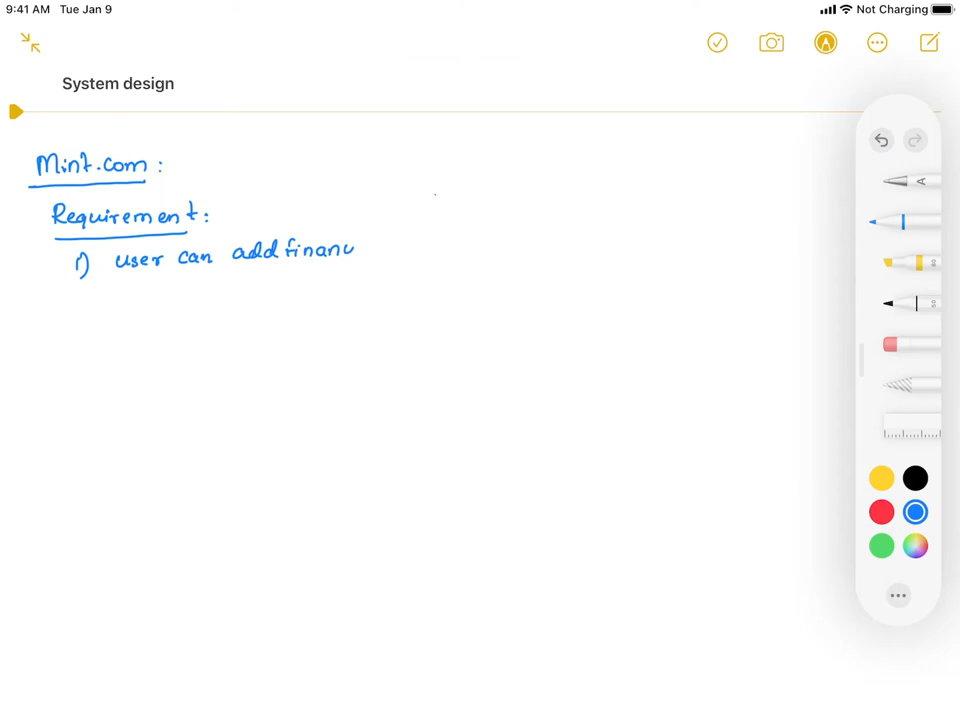 9:41 AM Tue Jan 9 Not Charging
System design
Mint.com :
Requirement :
1) user can add financ